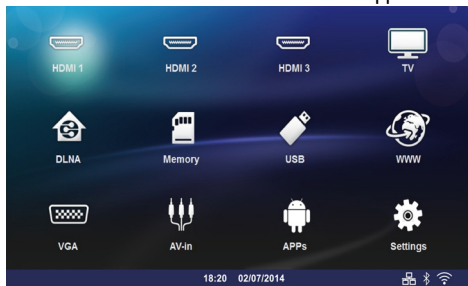 HDMI 1 HDMI 2 HDMI 3 TV
DLNA Memory USB WWW
VGA AV-in APPs Settings
18:20 02/07/2014